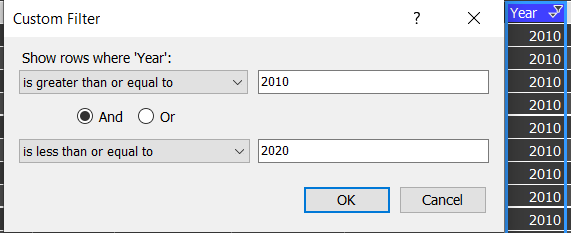 Custom Filter ? ×
Show rows where 'Year':
is greater than or equal to 2010
And Or
is less than or equal to 2020
OK Cancel
Year
2010
2010
2010
2010
2010
2010
2010
2010
2010